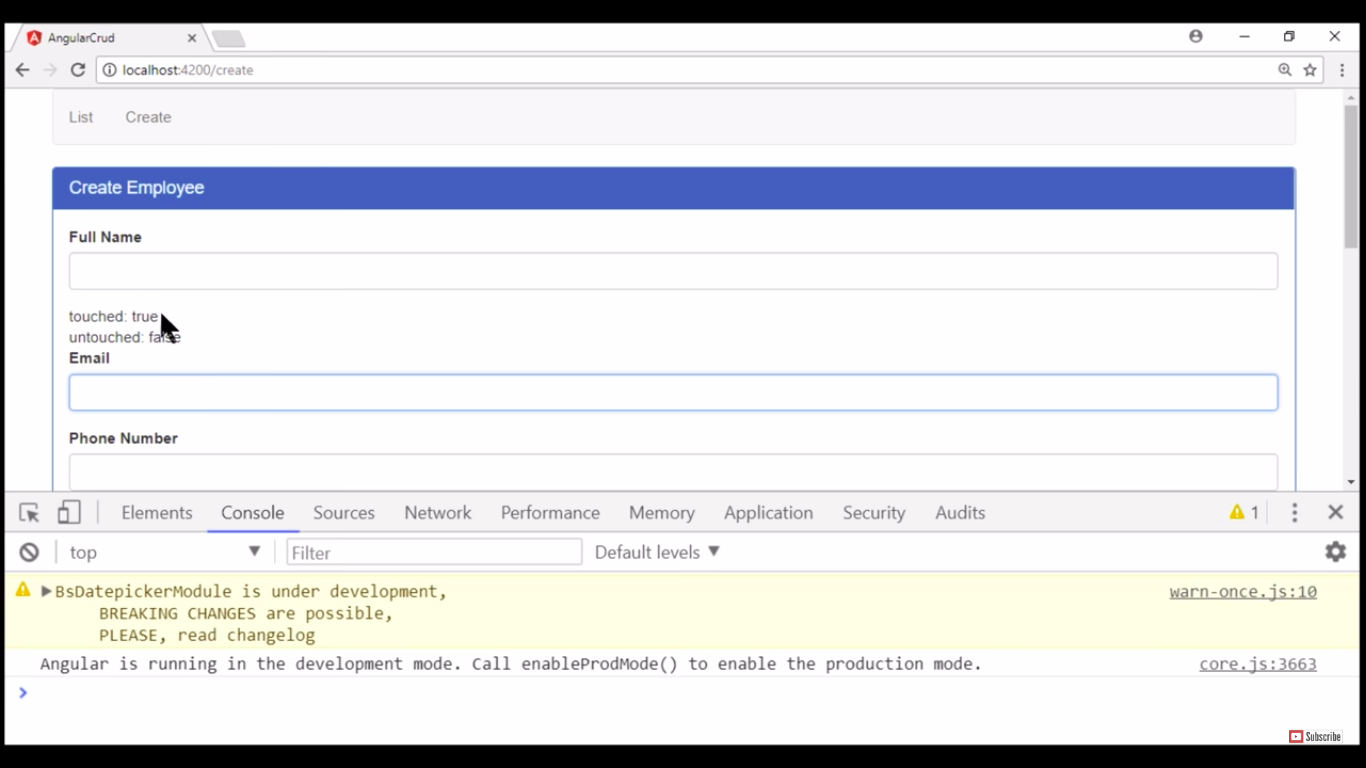 AngularCrud
localhost:4200/create
List Create
Create Employee
Full Name
touched: true
untouched: false
Email
Phone Number
Elements Console Sources Network Performance Memory Application Security Audits 1
top Filter Default levels
BsDatepickerModule is under development, warn-once.js:10
BREAKING CHANGES are possible,
PLEASE, read changelog
Angular is running in the development mode. Call enableProdMode() to enable the production mode. core.js:3663
Subscribe